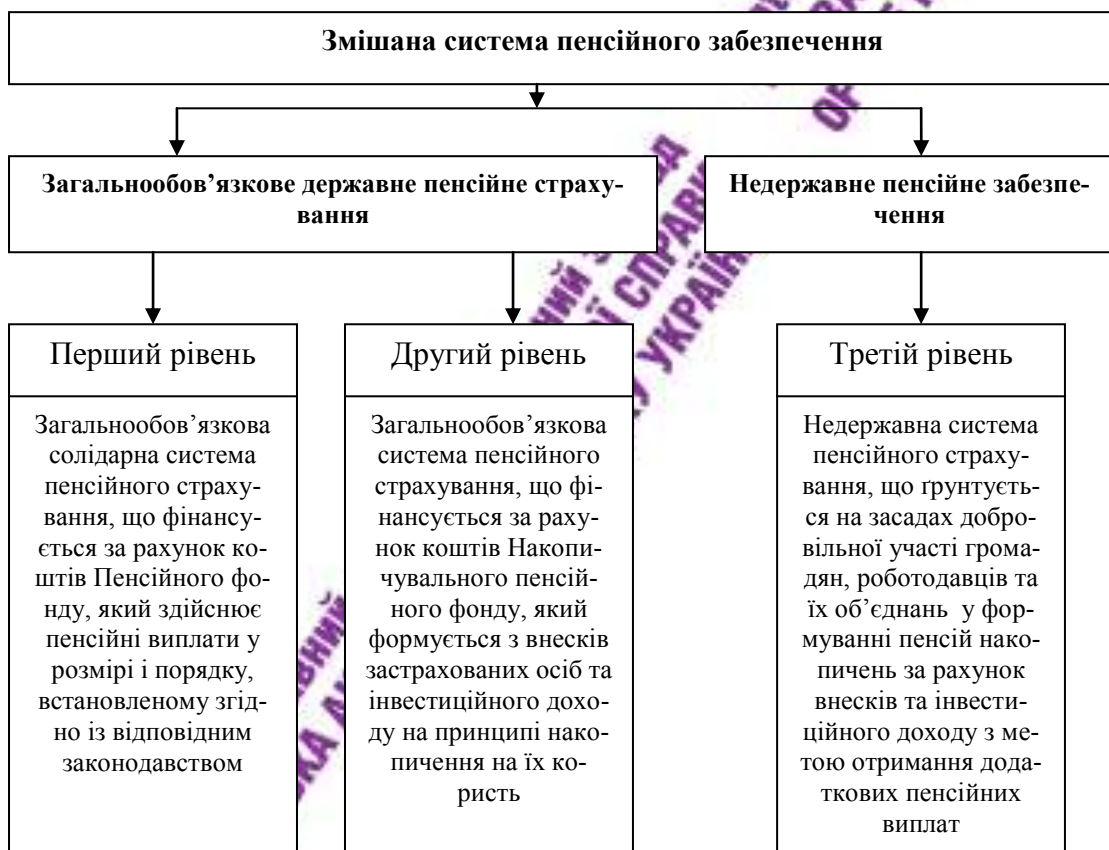 Змішана система пенсійного забезпечення
Загальнообов’язкове державне пенсійне страху-
вання
Недержавне пенсійне забезпе-
чення
Перший рівень
Загальнообов’язкова
солідарна система
пенсійного страху-
вання, що фінансу-
ється за рахунок ко-
штів Пенсійного фо-
нду, який здійснює
пенсійні виплати у
розмірі і порядку,
встановленому згід-
но із відповідним
законодавством
Другий рівень
Загальнообов’язкова
система пенсійного
страхування, що фі-
нансується за раху-
нок коштів Накопи-
чувального пенсій-
ного фонду, який
формується з внесків
застрахованих осіб та
інвестиційного дохо-
ду на принципі нако-
пичення на їх ко-
ристь
Третій рівень
Недержавна система
пенсійного страху-
вання, що ґрунтуєть-
ся на засадах добро-
вільної участі грома-
дян, роботодавців та
їх об’єднань у фор-
муванні пенсій нако-
пичень за рахунок
внесків та інвести-
ційного доходу з ме-
тою отримання дода-
ткових пенсійних
виплат